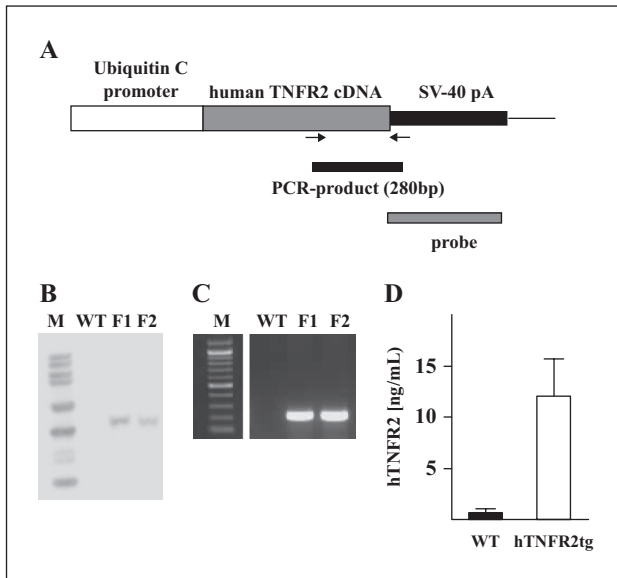 A
Ubiquitin C
promoter
human TNFR2 cDNA
SV-40 pA
PCR-product (280bp)
probe
B
M WT F1 F2
C
M WT F1 F2
D
hTNFR2 [ng/mL]
15
10
5
WT hTNFR2tg